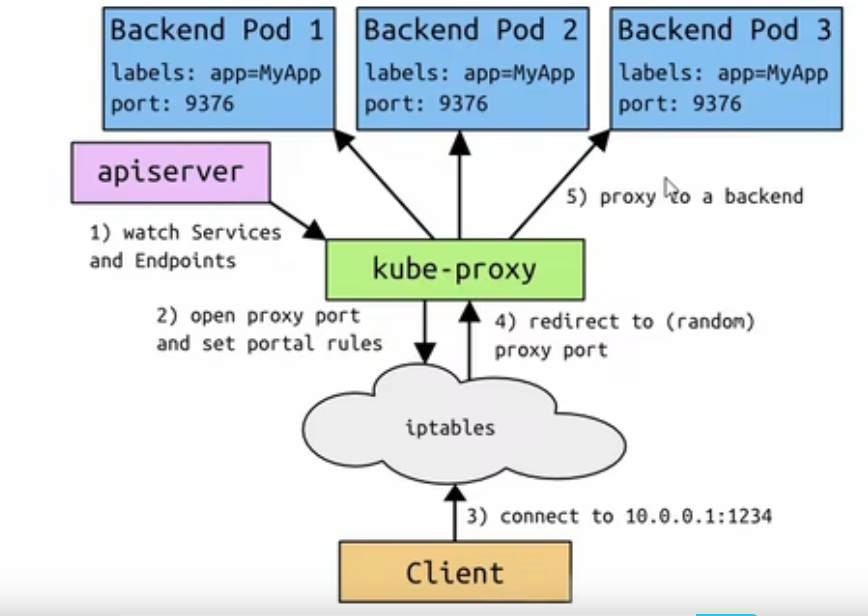 Backend Pod 1
labels: app=MyApp
port: 9376
Backend Pod 2
labels: app=MyApp
port: 9376
Backend Pod 3
labels: app=MyApp
port: 9376
apiserver
1) watch Services
and Endpoints
5) proxy to a backend
kube-proxy
2) open proxy port
and set portal rules
4) redirect to (random)
proxy port
iptables
3) connect to 10.0.0.1:1234
Client